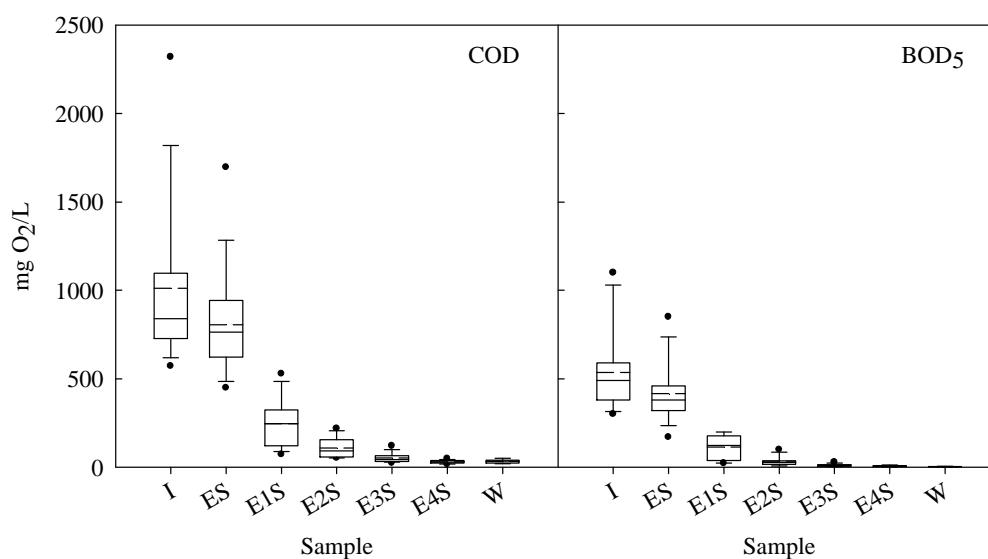 COD
BOD5
2500
2000
1500
1000
500
0
mg O2/L
I ES E1S E2S E3S E4S W
I ES E1S E2S E3S E4S W
Sample
Sample